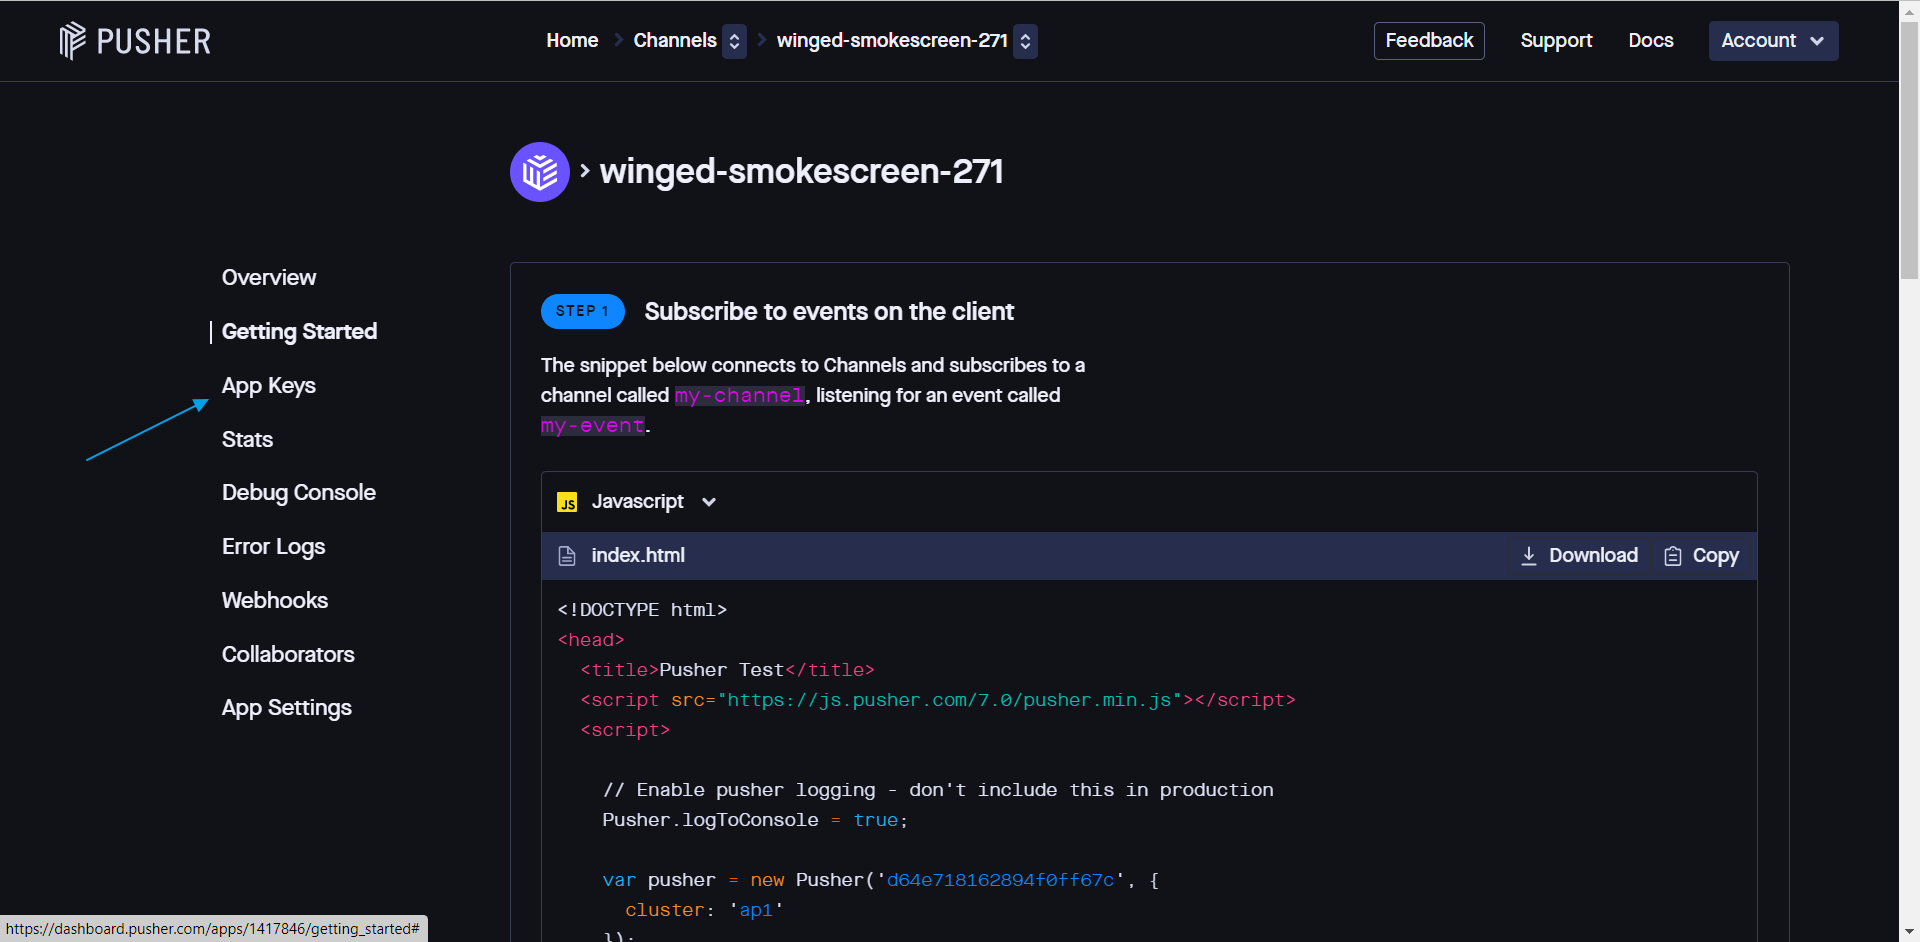 PUSHER
Home Channels winged-smokescreen-271
Feedback Support Docs Account
winged-smokescreen-271
Overview
Getting Started
App Keys
Stats
Debug Console
Error Logs
Webhooks
Collaborators
App Settings
STEP 1 Subscribe to events on the client
The snippet below connects to Channels and subscribes to a
channel called my-channel, listening for an event called
my-event.
JS Javascript
index.html Download Copy
<!DOCTYPE html>
<head>
<title>Pusher Test</title>
<script src="https://js.pusher.com/7.0/pusher.min.js"></script>
<script>
// Enable pusher logging - don't include this in production
Pusher.logToConsole = true;
var pusher = new Pusher('d64e718162894f0ff67c', {
cluster: 'ap1'
});
https://dashboard.pusher.com/apps/1417846/getting_started#